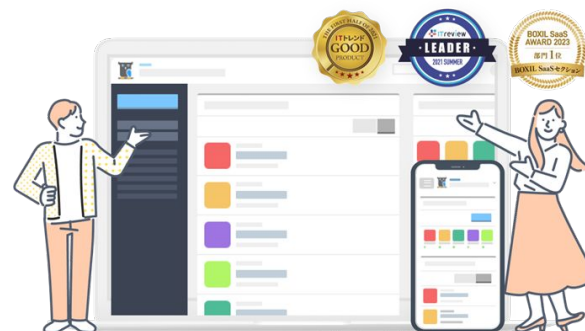 THE FIRST HALF OF
ITトレンド
GOOD
PRODUCT
ITreview
LEADER
2021 SUMMER
BOXIL SaaS
AWARD 2023
部門1位
BOXIL SaaSセクション